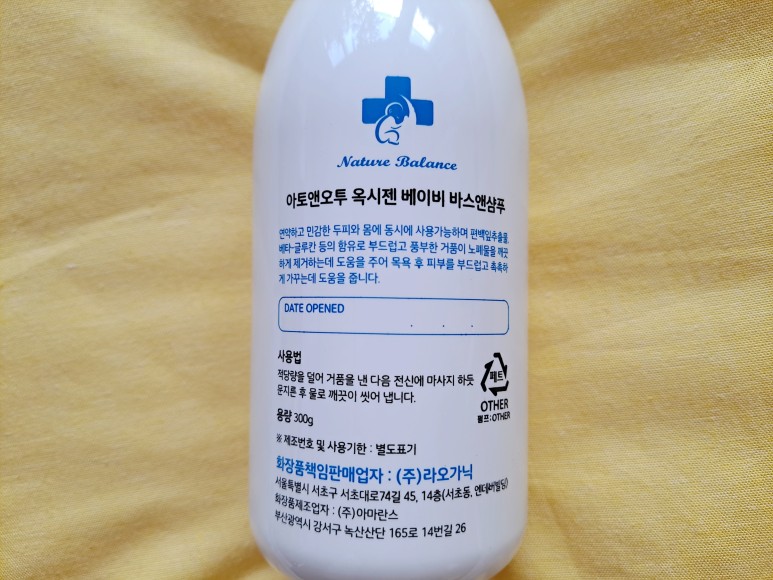 Nature Balance
아토앤오투 옥시젠 베이비 바스앤샴푸
연약하고 민감한 두피와 몸에 동시에 사용가능하며 편백잎추출물,
베타-글루칸 등의 함유로 부드럽고 풍부한 거품이 노폐물을 깨끗
하게 제거하는데 도움을 주어 목욕 후 피부를 부드럽고 촉촉하
게 가꾸는데 도움을 줍니다.
DATE OPENED . . .
사용법
적당량을 덜어 거품을 낸 다음 전신에 마사지 하듯
문지른 후 물로 깨끗이 씻어 냅니다.
페트
OTHER
펌프:OTHER
용량 300g
※ 제조번호 및 사용기한 : 별도표기
화장품책임판매업자 : (주)라오가닉
서울특별시 서초구 서초대로74길 45, 14층(서초동, 엔데버빌딩)
화장품제조업자 : (주)아마란스
부산광역시 강서구 녹산산단 165로 14번길 26